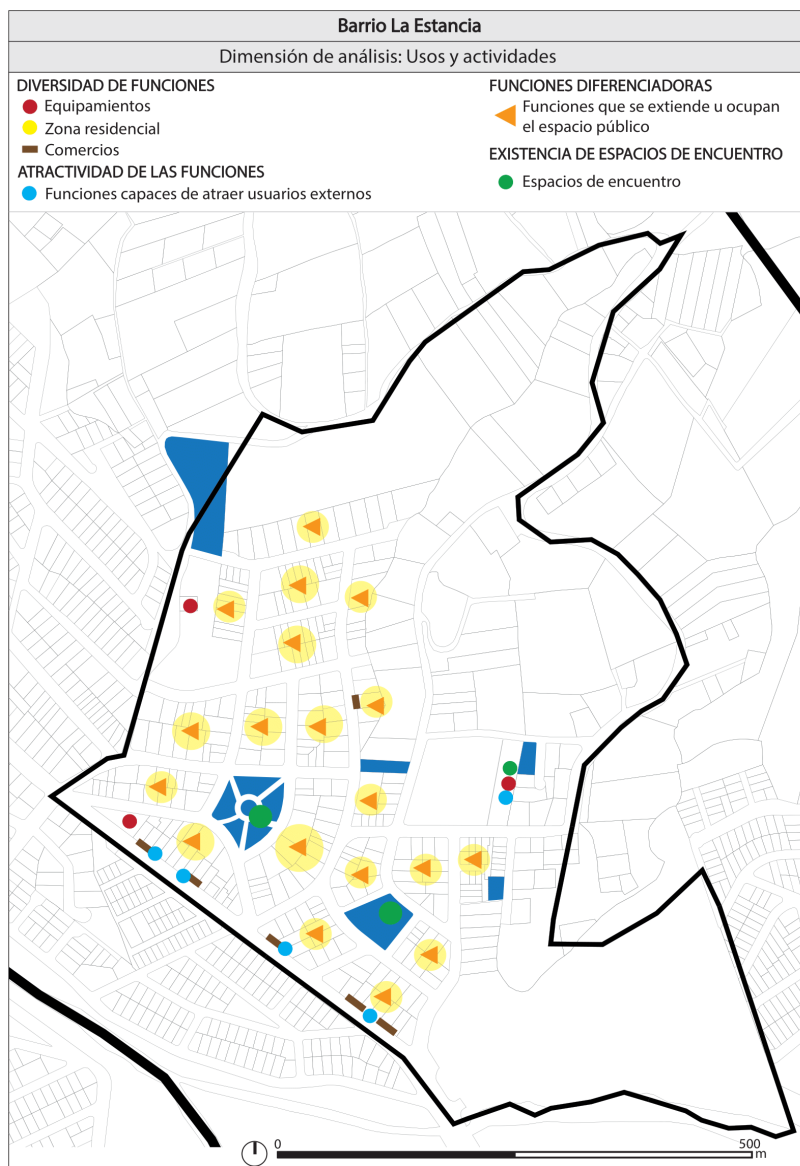 Barrio La Estancia
Dimensión de análisis: Usos y actividades
DIVERSIDAD DE FUNCIONES
Equipamientos
Zona residencial
Comercios
ATRACTIVIDAD DE LAS FUNCIONES
Funciones capaces de atraer usuarios externos
FUNCIONES DIFERENCIADORAS
Funciones que se extiende u ocupan
el espacio público
EXISTENCIA DE ESPACIOS DE ENCUENTRO
Espacios de encuentro
0
500
m